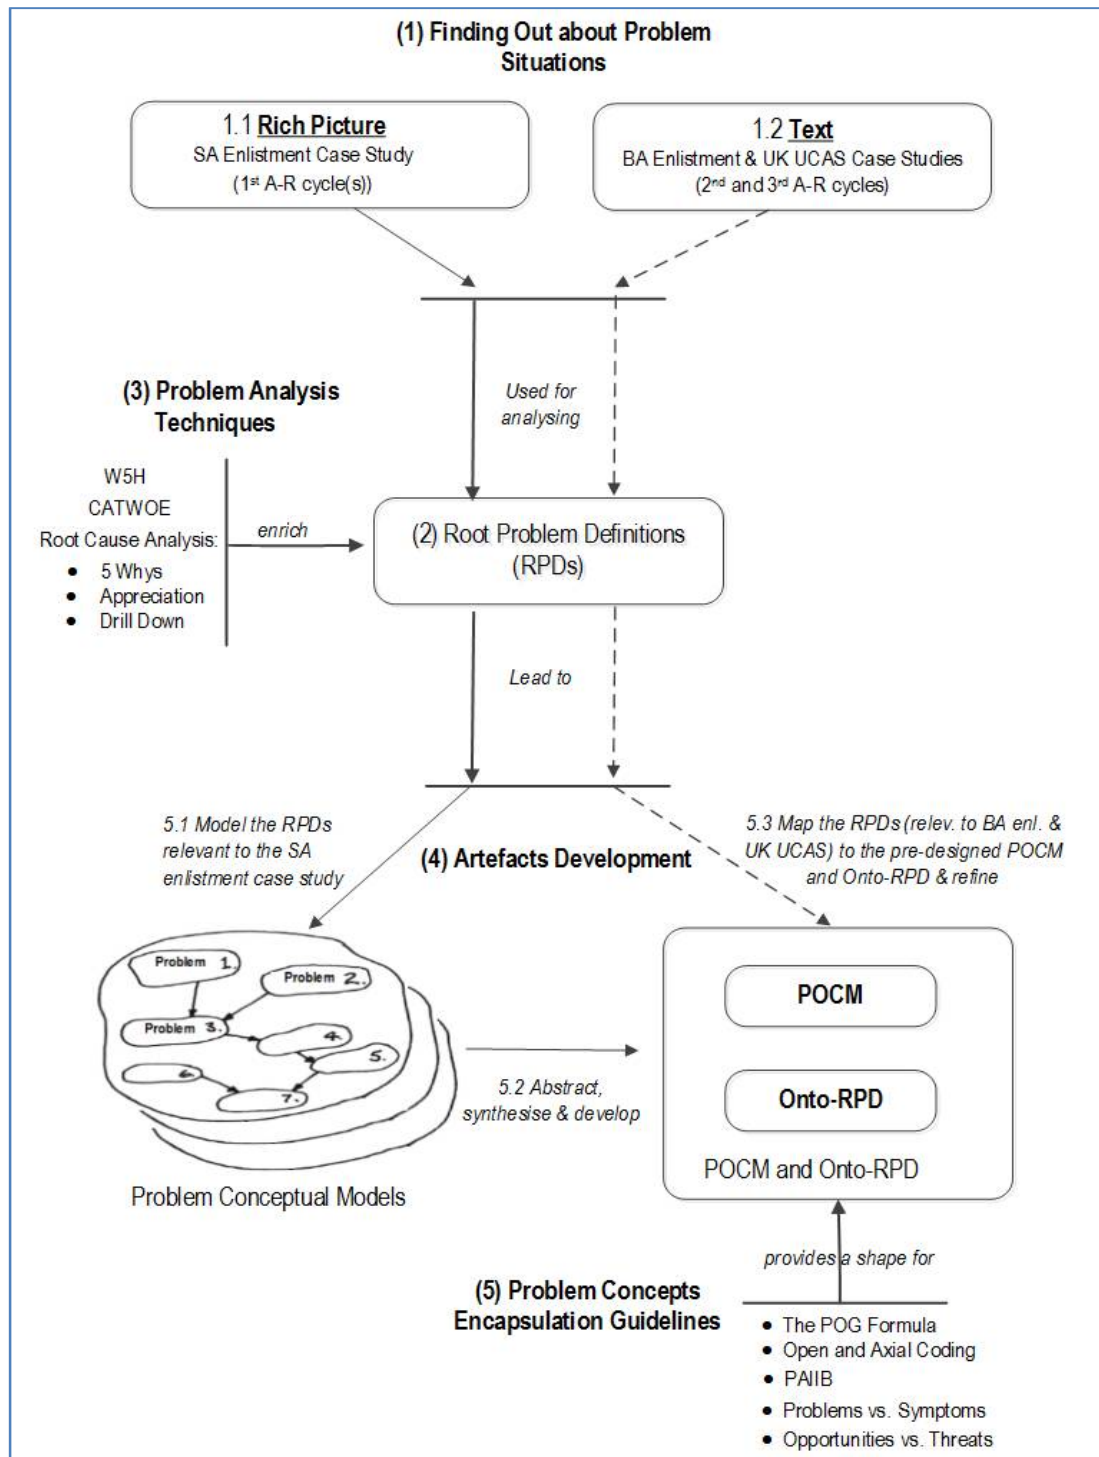 (1) Finding Out about Problem
Situations
1.1 Rich Picture
SA Enlistment Case Study
(1st A-R cycle(s))
1.2 Text
BA Enlistment & UK UCAS Case Studies
(2nd and 3rd A-R cycles)
Used for
analysing
(3) Problem Analysis
Techniques
W5H
CATWOE
Root Cause Analysis:
● 5 Whys
● Appreciation
● Drill Down
enrich
(2) Root Problem Definitions
(RPDs)
Lead to
5.1 Model the RPDs
relevant to the SA
enlistment case study
(4) Artefacts Development
5.3 Map the RPDs (relev. to BA enl. &
UK UCAS) to the pre-designed POCM
and Onto-RPD & refine
Problem 1.
Problem 2.
Problem 3.
4.
5.
6.
7.
5.2 Abstract,
synthesise & develop
POCM
Onto-RPD
POCM and Onto-RPD
Problem Conceptual Models
provides a shape for
(5) Problem Concepts
Encapsulation Guidelines
● The POG Formula
● Open and Axial Coding
● PAIIB
● Problems vs. Symptoms
● Opportunities vs. Threats